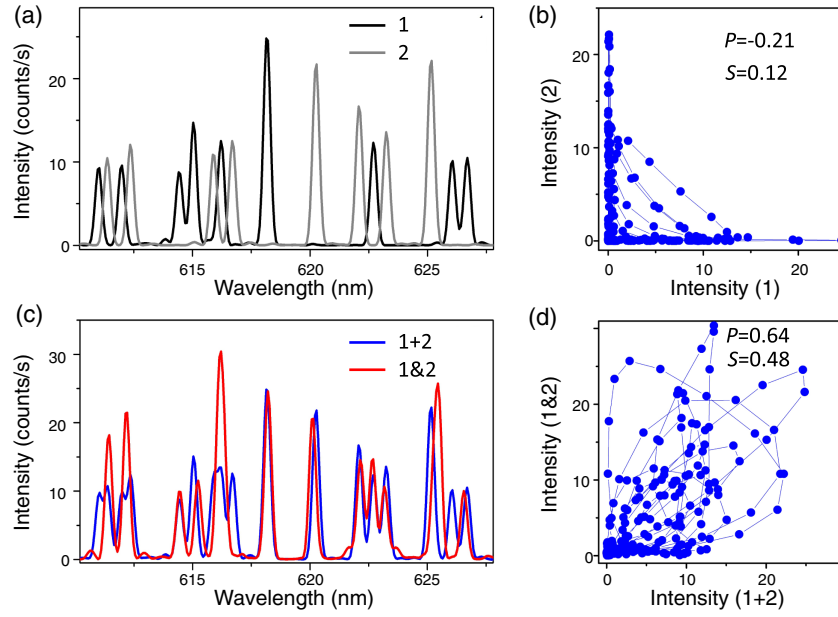 (a)
1
2
Intensity (counts/s)
20
10
0
615
620
625
Wavelength (nm)
(b)
P=-0.21
S=0.12
Intensity (2)
20
10
0
0
10
20
Intensity (1)
(c)
1+2
1&2
Intensity (counts/s)
30
20
10
0
615
620
625
Wavelength (nm)
(d)
P=0.64
S=0.48
Intensity (1&2)
30
20
10
0
0
10
20
Intensity (1+2)